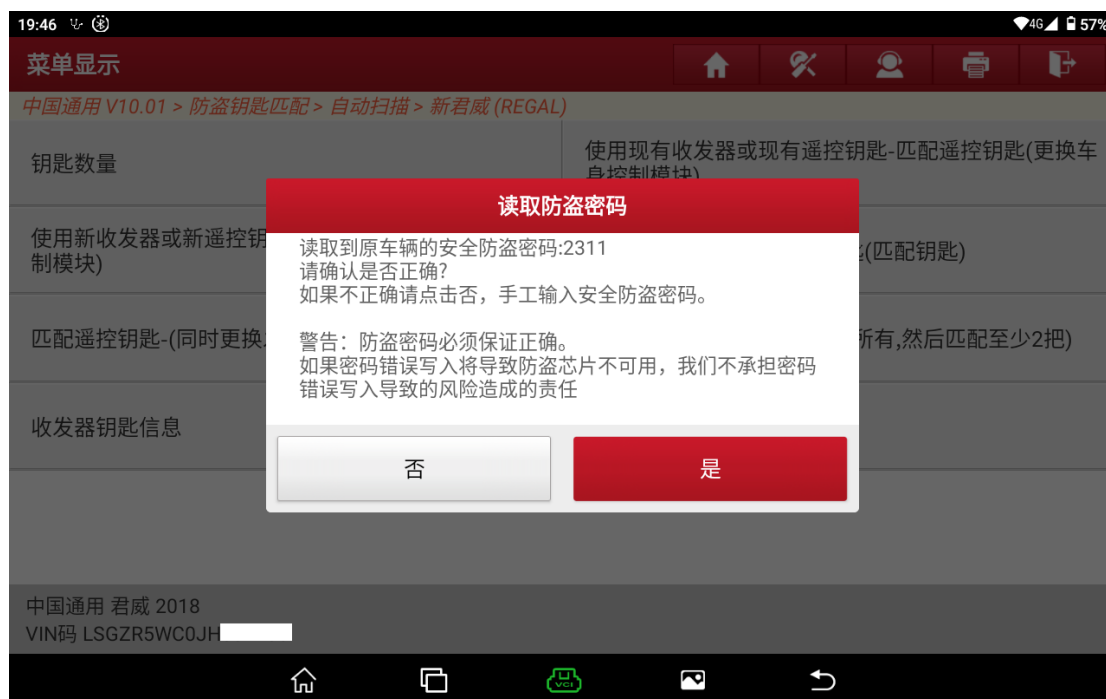 19:46
4G 57%
菜单显示
中国通用 V10.01 > 防盗钥匙匹配 > 自动扫描 > 新君威 (REGAL)
钥匙数量
使用现有收发器或现有遥控钥匙-匹配遥控钥匙(更换车
身控制模块)
读取防盗密码
使用新收发器或新遥控钥
制模块)
读取到原车辆的安全防盗密码:2311
请确认是否正确?
如果不正确请点击否，手工输入安全防盗密码。
(匹配钥匙)
匹配遥控钥匙-(同时更换
警告：防盗密码必须保证正确。
如果密码错误写入将导致防盗芯片不可用，我们不承担密码
错误写入导致的风险造成的责任
所有,然后匹配至少2把)
收发器钥匙信息
否
是
中国通用 君威 2018
VIN码 LSGZR5WC0JH
VCI